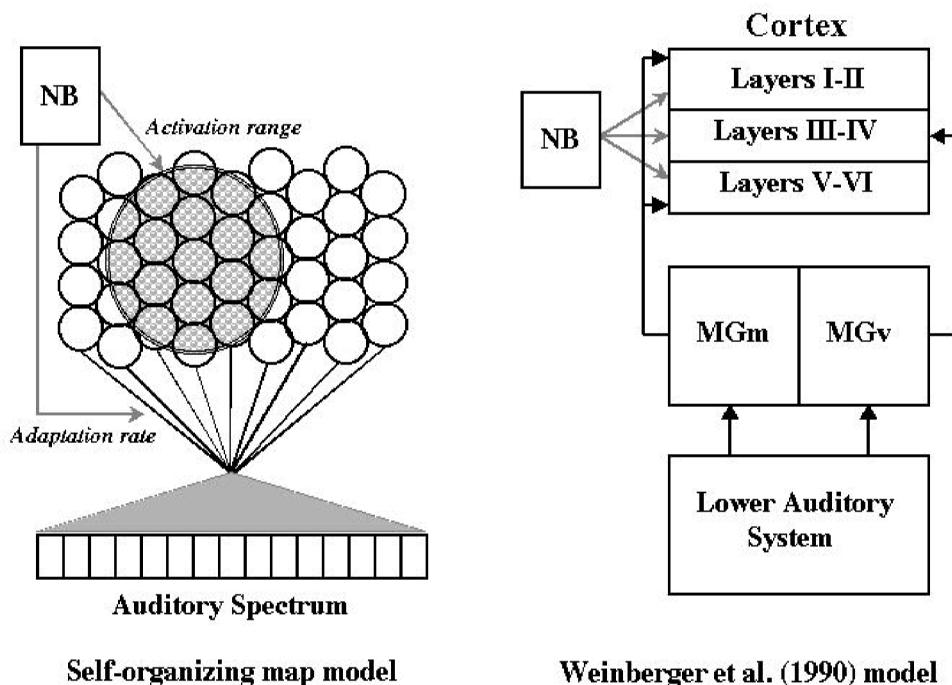 NB
Activation range
Adaptation rate
Auditory Spectrum
Self-organizing map model
Cortex
Layers I-II
NB
Layers III-IV
Layers V-VI
MGm
MGv
Lower Auditory
System
Weinberger et al. (1990) model